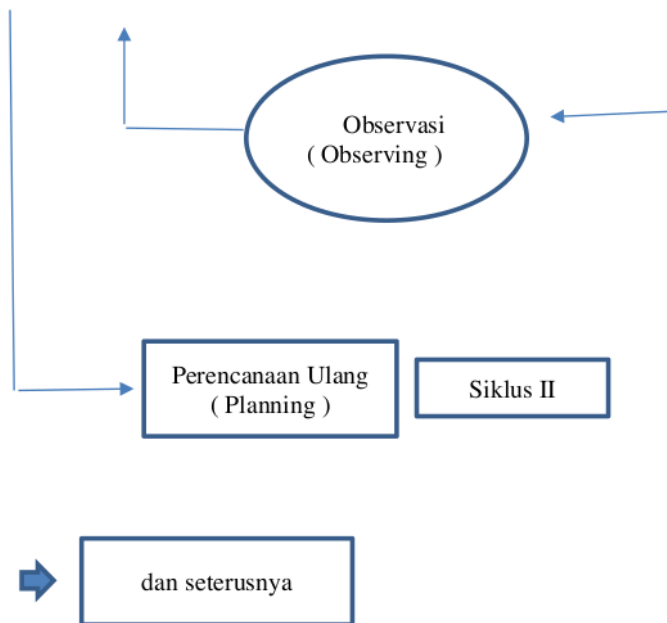 Observasi
( Observing )
Perencanaan Ulang
( Planning )
Siklus II
dan seterusnya